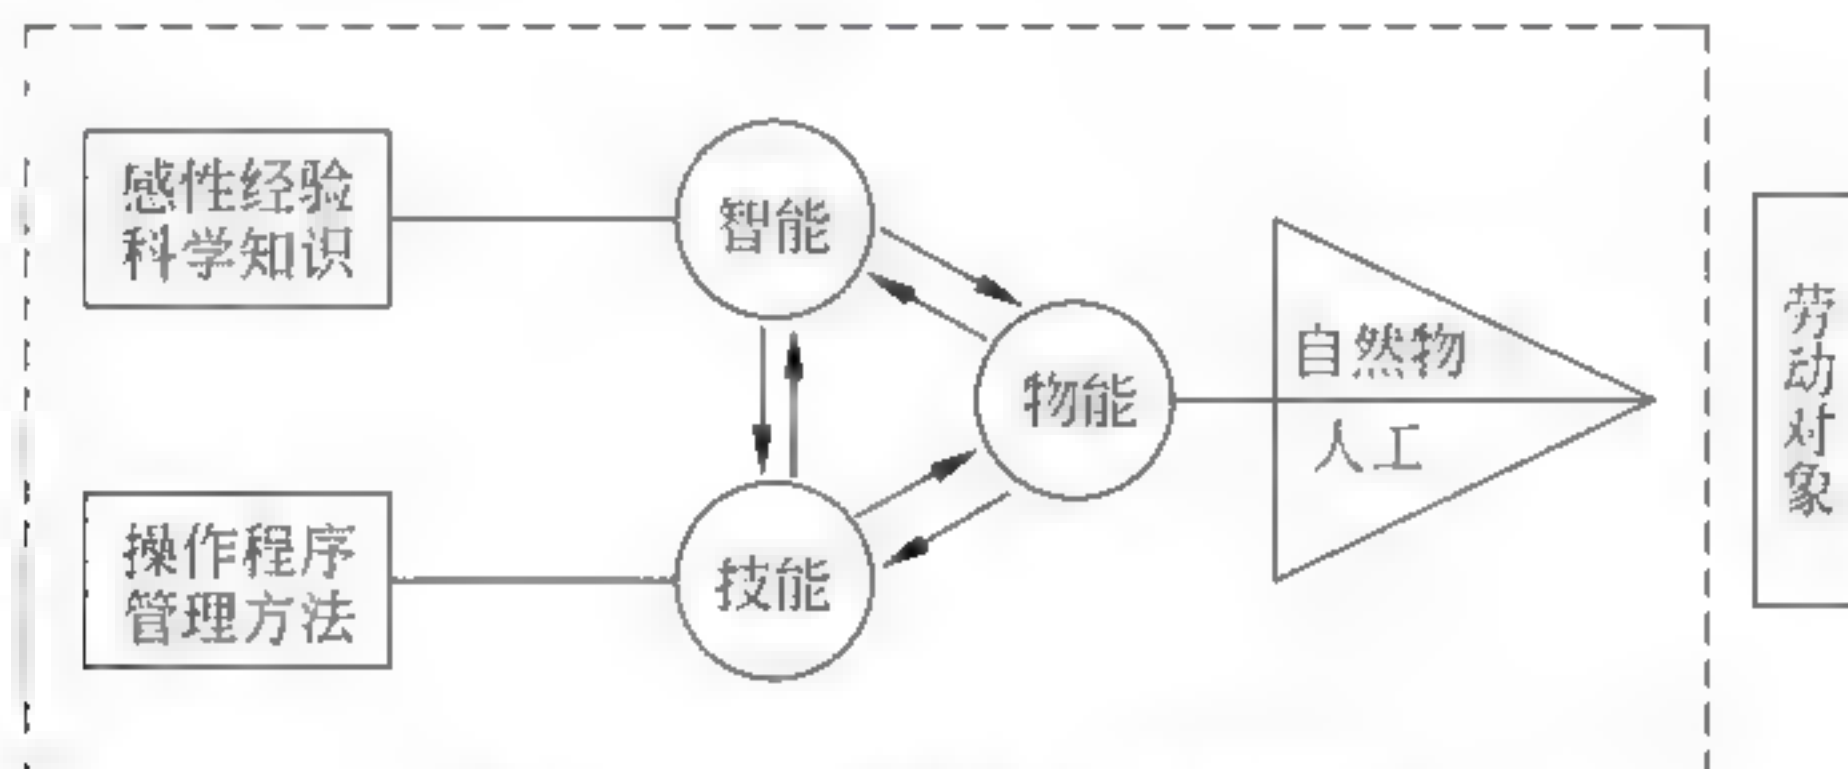 感性经验
科学知识
智能
自然物
物能
人工
劳动对象
操作程序
管理方法
技能